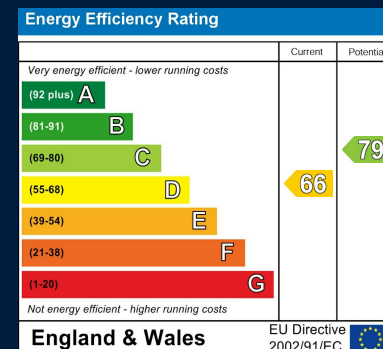 Energy Efficiency Rating
Current Potentia
Very energy efficient - lower running costs
(92 plus) A
(81-91) B
(69-80) C
79
(55-68) D
66
(39-54) E
(21-38) F
(1-20) G
Not energy efficient - higher running costs
England & Wales
EU Directive
2002/91/EC